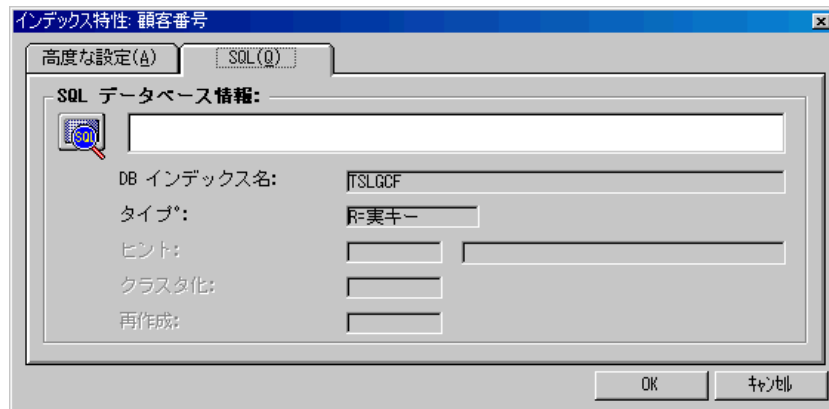 インデックス特性: 顧客番号
高度な設定(A) SQL(Q)
SQL データベース情報:
SQL
DB インデックス名: TSLGCF
タイプ: R=実キー
ヒント:
クラスタ化:
再作成:
OK キャンセル